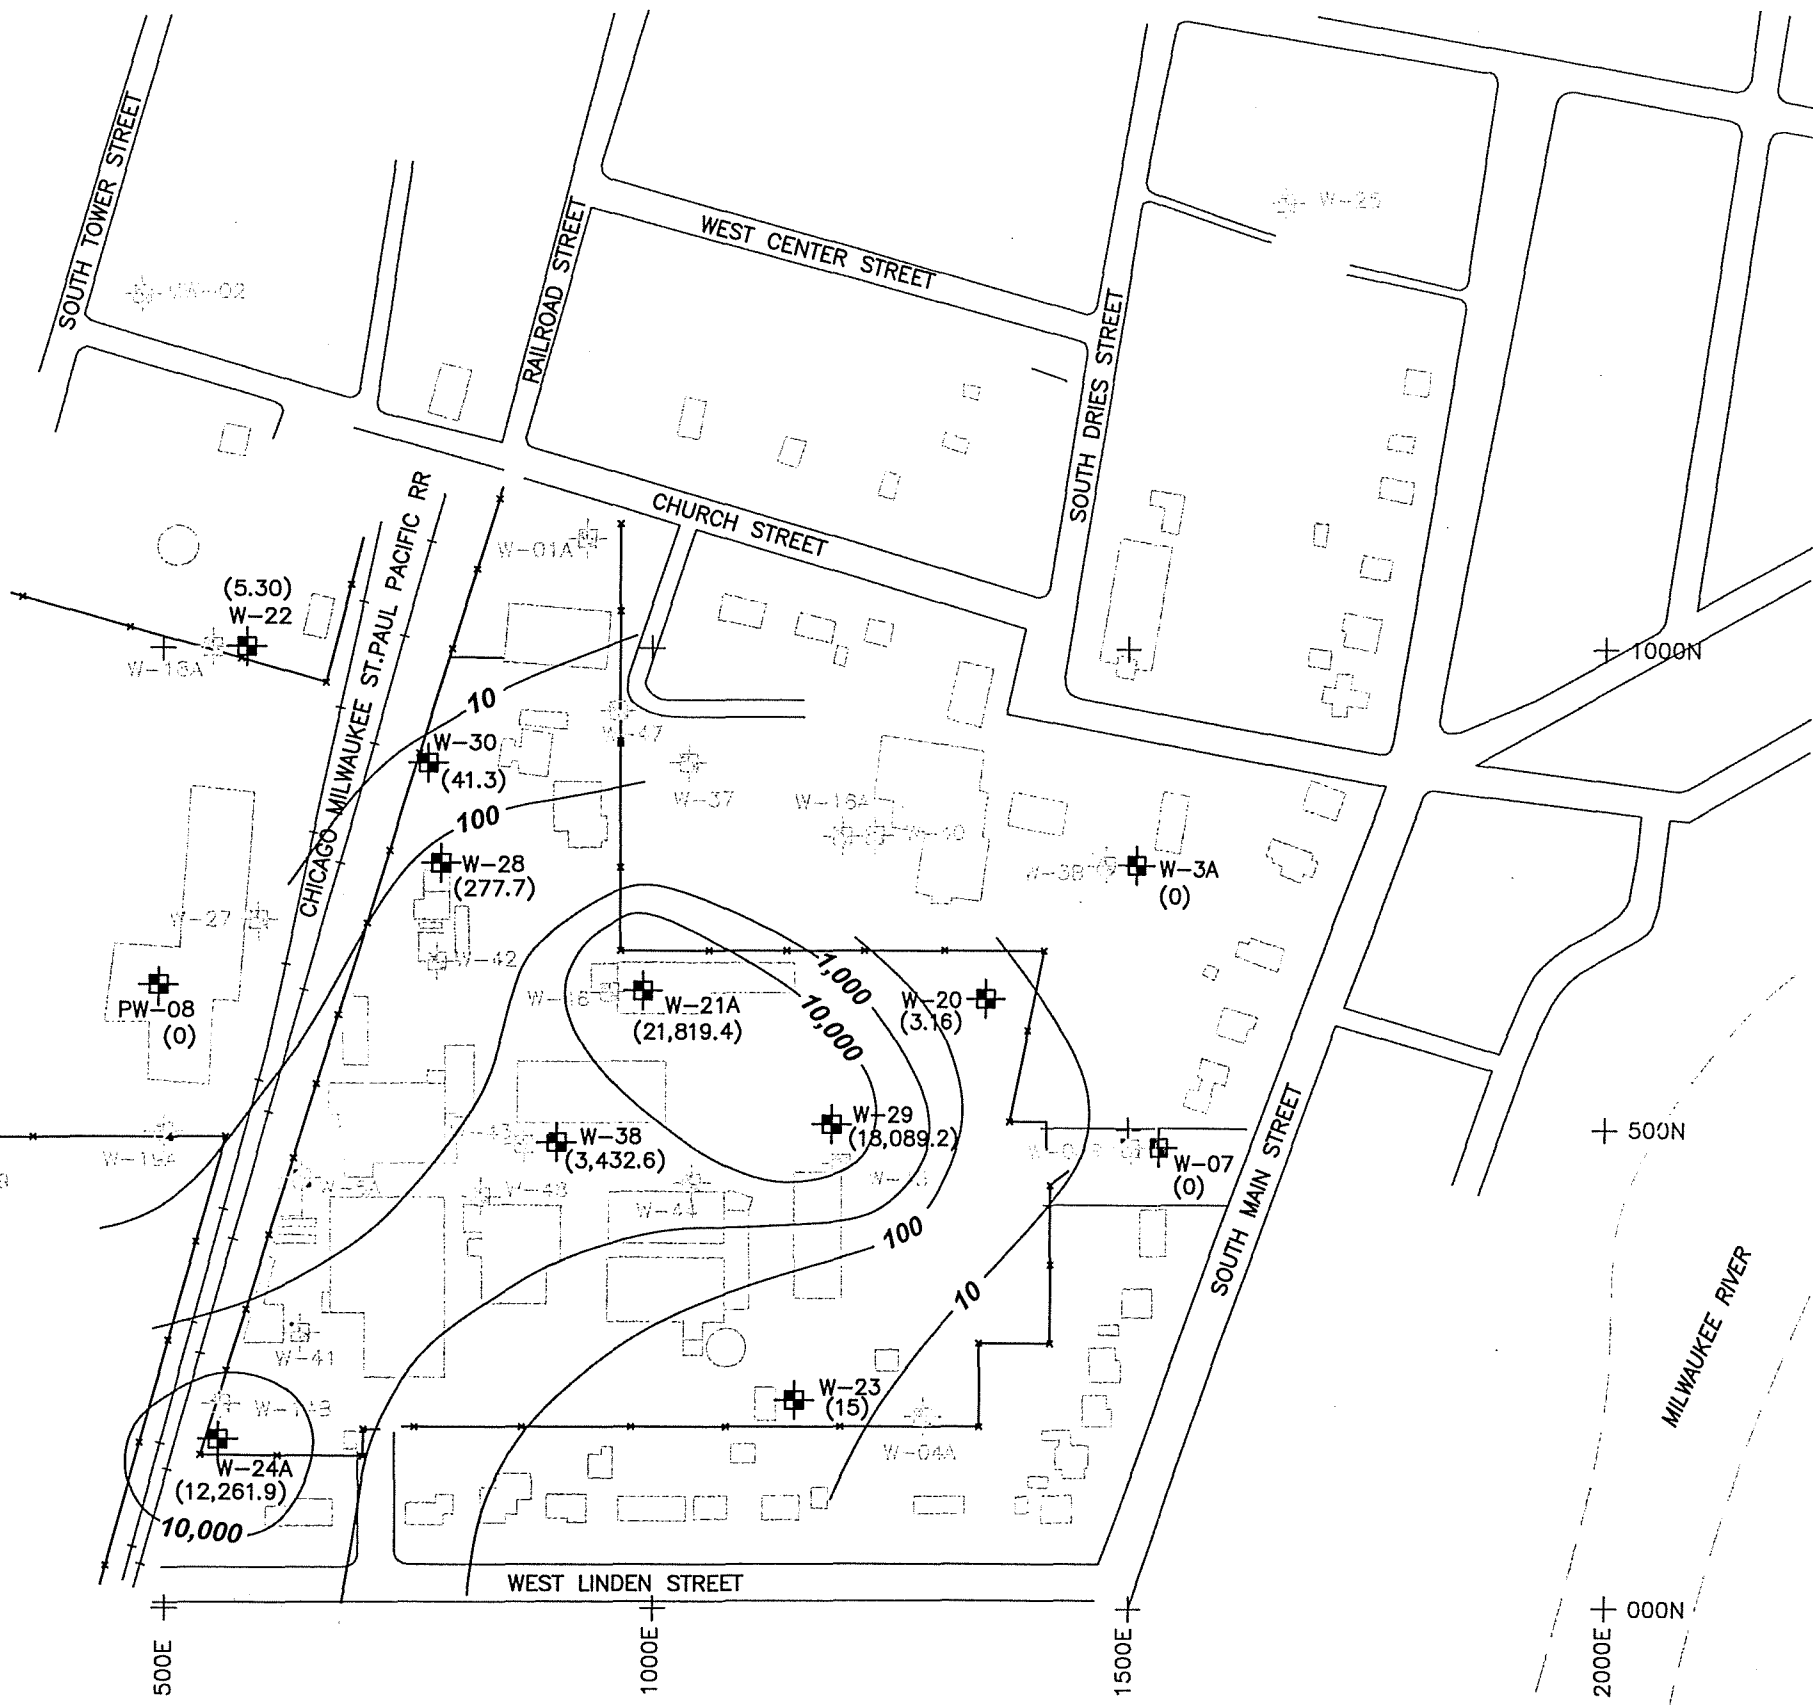 SOUTH TOWER STREET
RAILROAD STREET
WEST CENTER STREET
W-25
SOUTH DRIES STREET
CHURCH STREET
CHICAGO MILWAUKEE ST.PAUL PACIFIC RR
W-01A
(5.30)
W-22
1000N
10
W-47
W-30
(41.3)
W-37
W-16A
100
W-28
(277.7)
W-3B
W-3A
(0)
W-27
W-42
1,000
10,000
PW-08
(0)
W-21A
(21,819.4)
W-20
(3.16)
W-29
(18,089.2)
W-38
(3,432.6)
500N
W-07
(0)
W-19A
W-44
100
10
SOUTH MAIN STREET
MILWAUKEE RIVER
W-41
W-23
(15)
W-04A
W-24A
(12,261.9)
10,000
WEST LINDEN STREET
000N
500E
1000E
1500E
2000E